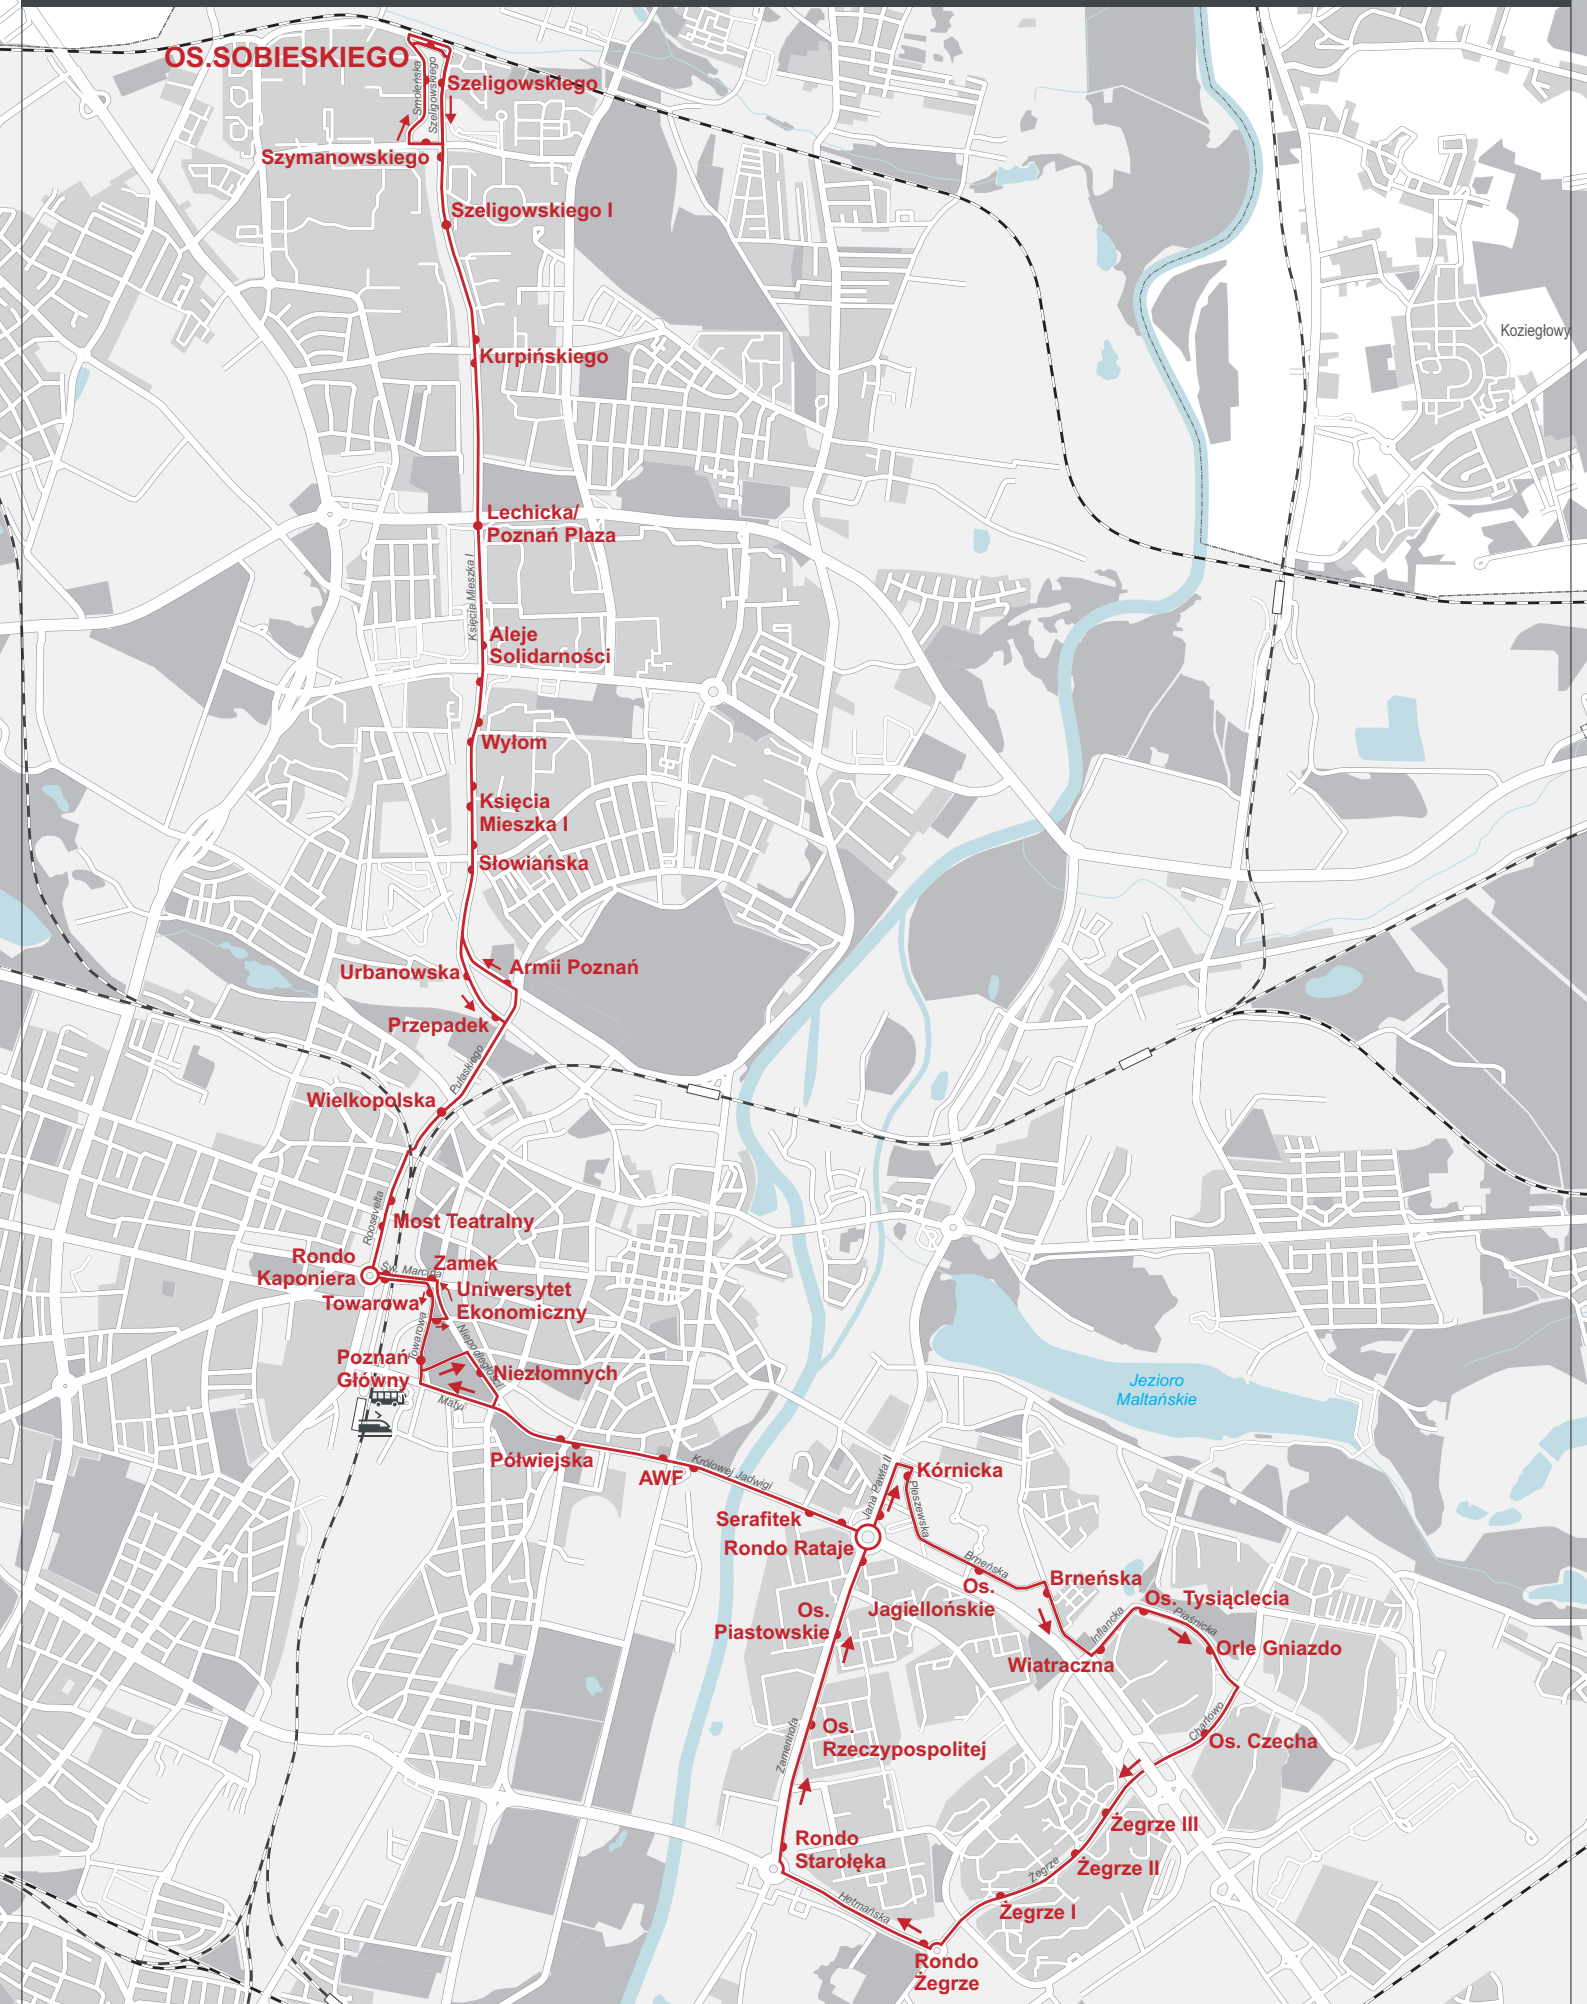 OS.SOBIESKIEGO
Smoleńska
Szeligowskiego
Szeligowskiego
Szymanowskiego
Szeligowskiego I
Koziegłowy
Kurpińskiego
Lechicka/
Poznań Plaza
Księcia Mieszka I
Aleje
Solidarności
Wyłom
Księcia
Mieszka I
Słowiańska
Urbanowska
Armii Poznań
Przepadek
Pułaskiego
Wielkopolska
Roosevelta
Most Teatralny
Rondo
Kaponiera
Św. Marcina
Zamek
Towarowa
Uniwersytet
Ekonomiczny
Towarowa
Niepodległości
Poznań
Główny
Niezłomnych
Matyi
Jezioro
Maltańskie
Półwiejska
AWF
Królowej Jadwigi
Jana Pawła II
Kórnicka
Pleszewska
Serafitek
Rondo Rataje
Brneńska
Os.
Jagiellońskie
Brneńska
Os. Tysiąclecia
Os.
Piastowskie
Inflancka
Piaśnicka
Orle Gniazdo
Wiatraczna
Os.
Rzeczypospolitej
Zamenhofa
Chartowo
Os. Czecha
Żegrze III
Rondo
Starołęka
Żegrze II
Żegrze
Żegrze I
Hetmańska
Rondo
Żegrze